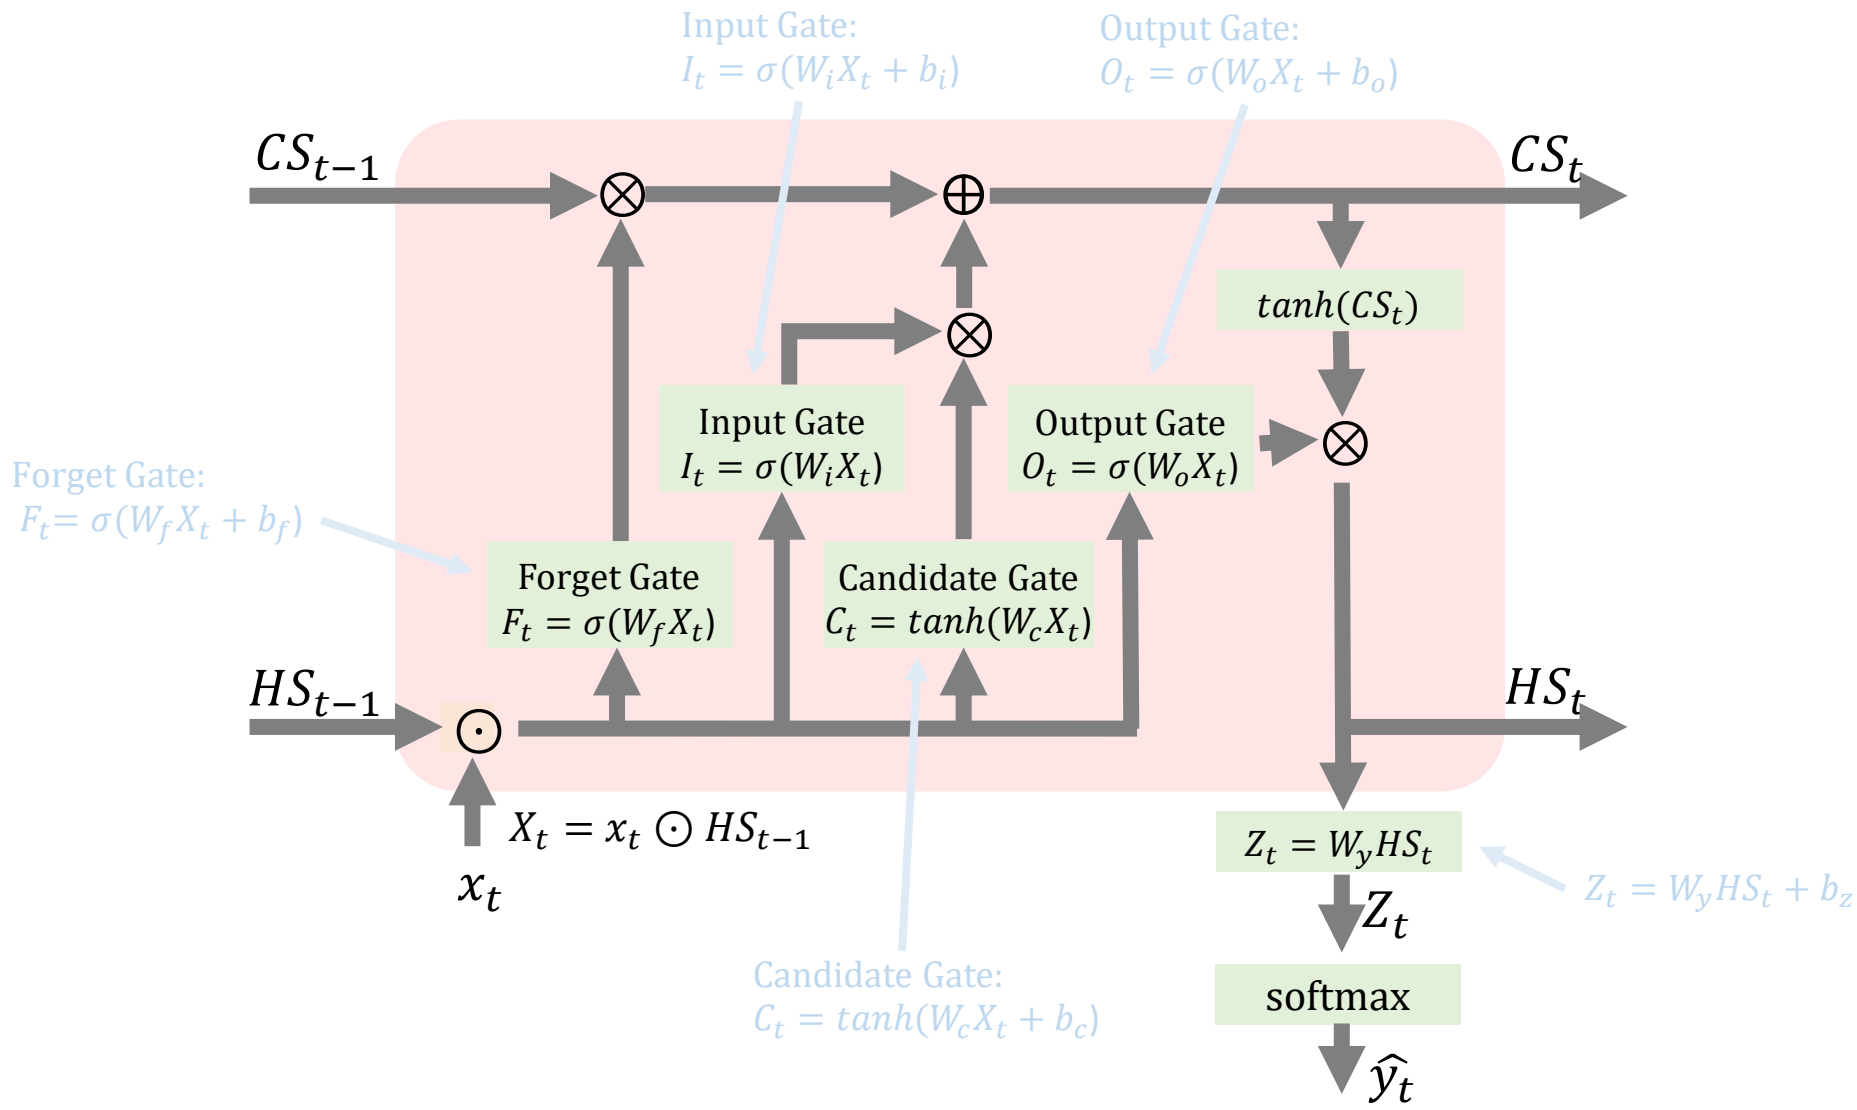 Input Gate:
I_t = σ(W_i X_t + b_i)
Output Gate:
O_t = σ(W_o X_t + b_o)
CS_{t−1}
CS_t
⊗
⊕
tanh(CS_t)
⊗
Input Gate
I_t = σ(W_i X_t)
Output Gate
O_t = σ(W_o X_t)
⊗
Forget Gate:
F_t = σ(W_f X_t + b_f)
Forget Gate
F_t = σ(W_f X_t)
Candidate Gate
C_t = tanh(W_c X_t)
HS_{t−1}
HS_t
⊙
X_t = x_t ⊙ HS_{t−1}
x_t
Z_t = W_y HS_t
Z_t = W_y HS_t + b_z
Z_t
Candidate Gate:
C_t = tanh(W_c X_t + b_c)
softmax
ŷ_t